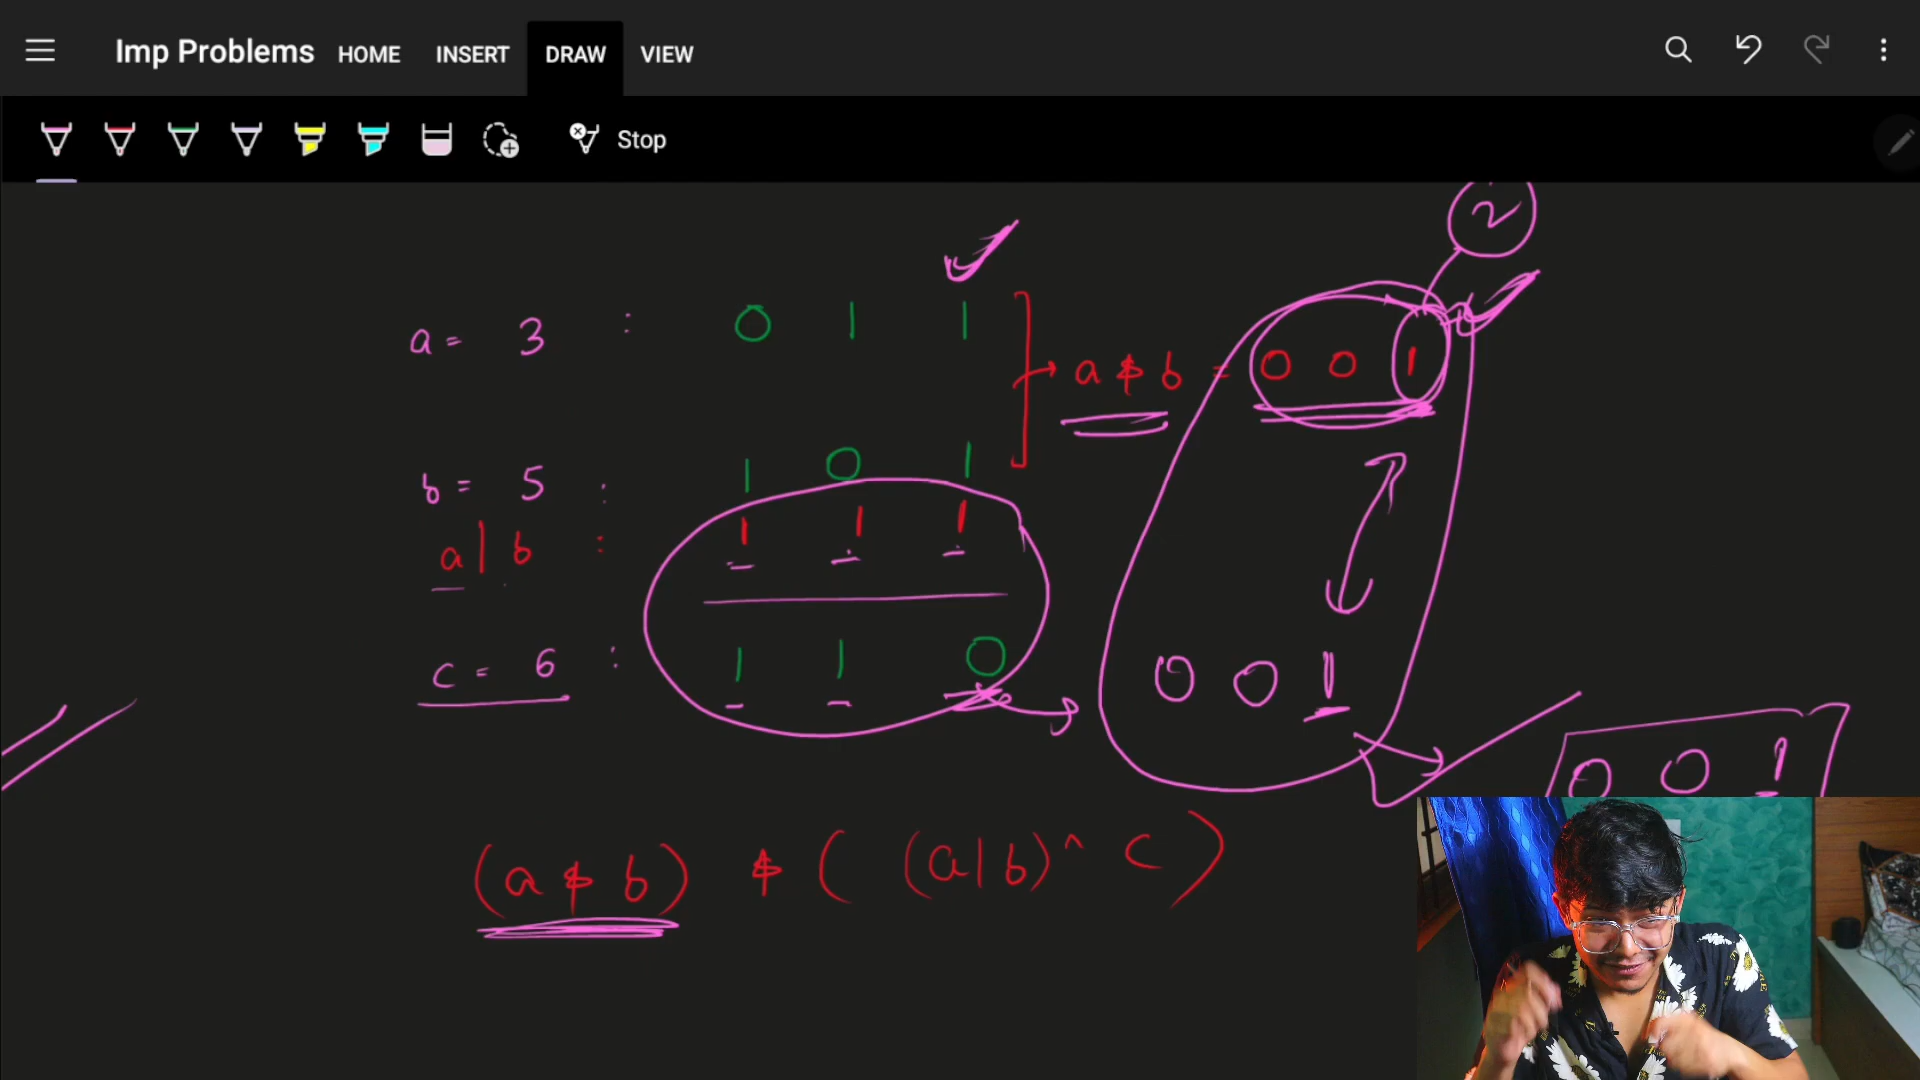 Imp Problems HOME INSERT DRAW VIEW
Stop
2
a = 3 : 0 1 1
a & b = 0 0 1
b = 5 : 1 0 1
a | b : 1 1 1
c = 6 : 1 1 0
0 0 1
0 0 1
(a & b) & ( (a | b) ^ c )